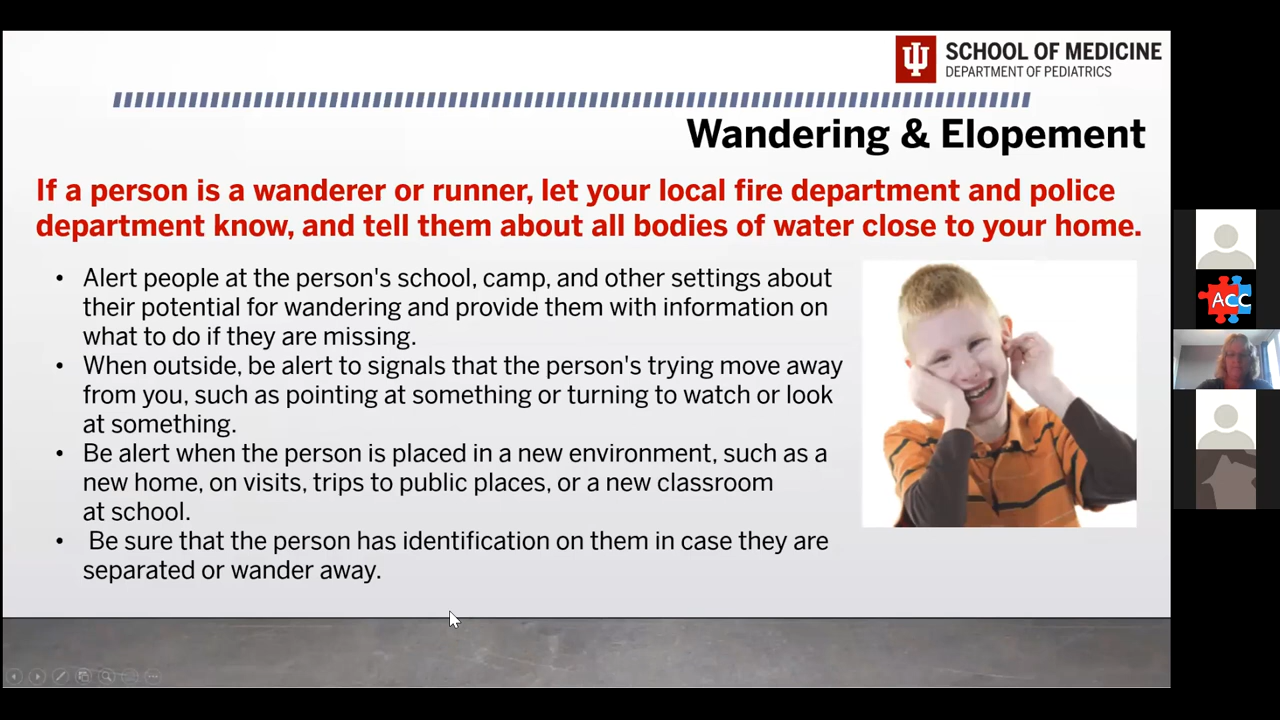 SCHOOL OF MEDICINE
DEPARTMENT OF PEDIATRICS
Wandering & Elopement
If a person is a wanderer or runner, let your local fire department and police
department know, and tell them about all bodies of water close to your home.
• Alert people at the person's school, camp, and other settings about
their potential for wandering and provide them with information on
what to do if they are missing.
• When outside, be alert to signals that the person's trying move away
from you, such as pointing at something or turning to watch or look
at something.
• Be alert when the person is placed in a new environment, such as a
new home, on visits, trips to public places, or a new classroom
at school.
• Be sure that the person has identification on them in case they are
separated or wander away.
ACC